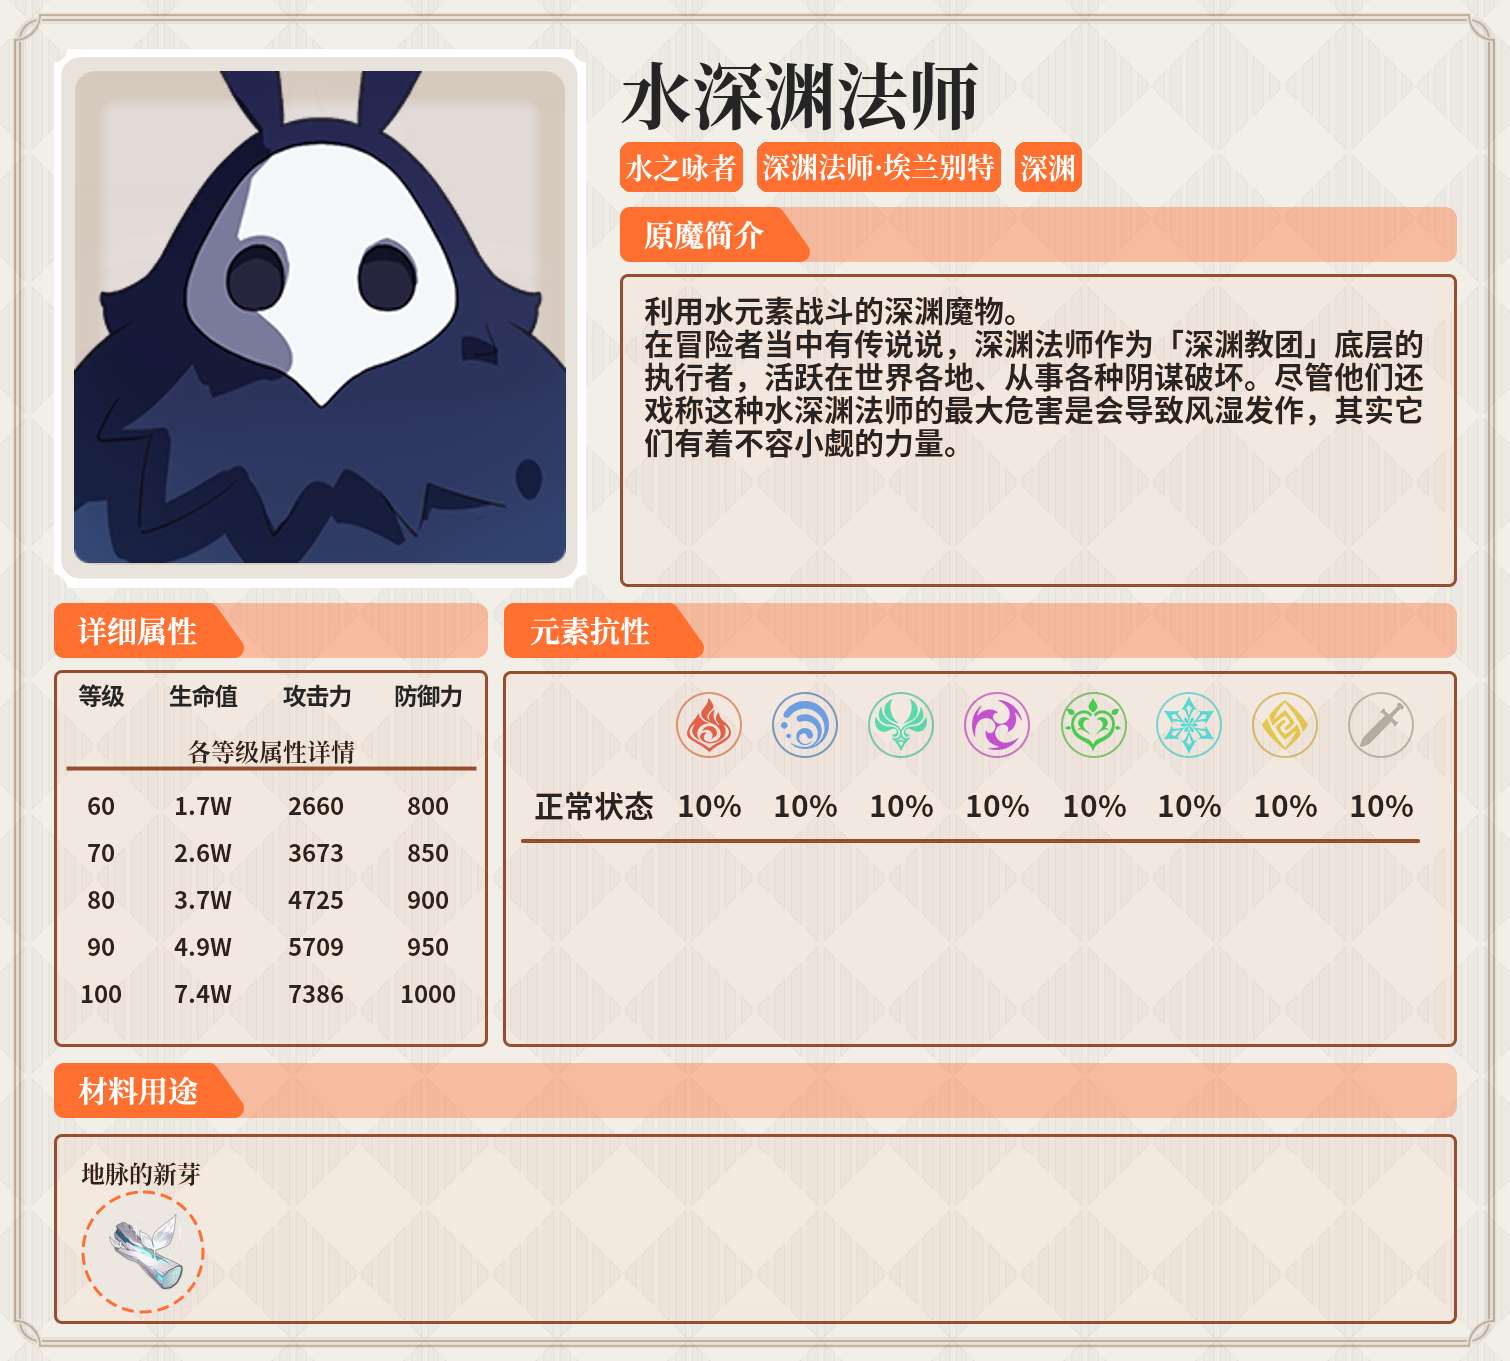 水深渊法师
水之咏者 深渊法师·埃兰别特 深渊
原魔简介
利用水元素战斗的深渊魔物。
在冒险者当中有传说说，深渊法师作为「深渊教团」底层的
执行者，活跃在世界各地、从事各种阴谋破坏。尽管他们还
戏称这种水深渊法师的最大危害是会导致风湿发作，其实它
们有着不容小觑的力量。
详细属性
等级 生命值 攻击力 防御力
各等级属性详情
60 1.7W 2660 800
70 2.6W 3673 850
80 3.7W 4725 900
90 4.9W 5709 950
100 7.4W 7386 1000
元素抗性
正常状态 10% 10% 10% 10% 10% 10% 10% 10%
材料用途
地脉的新芽